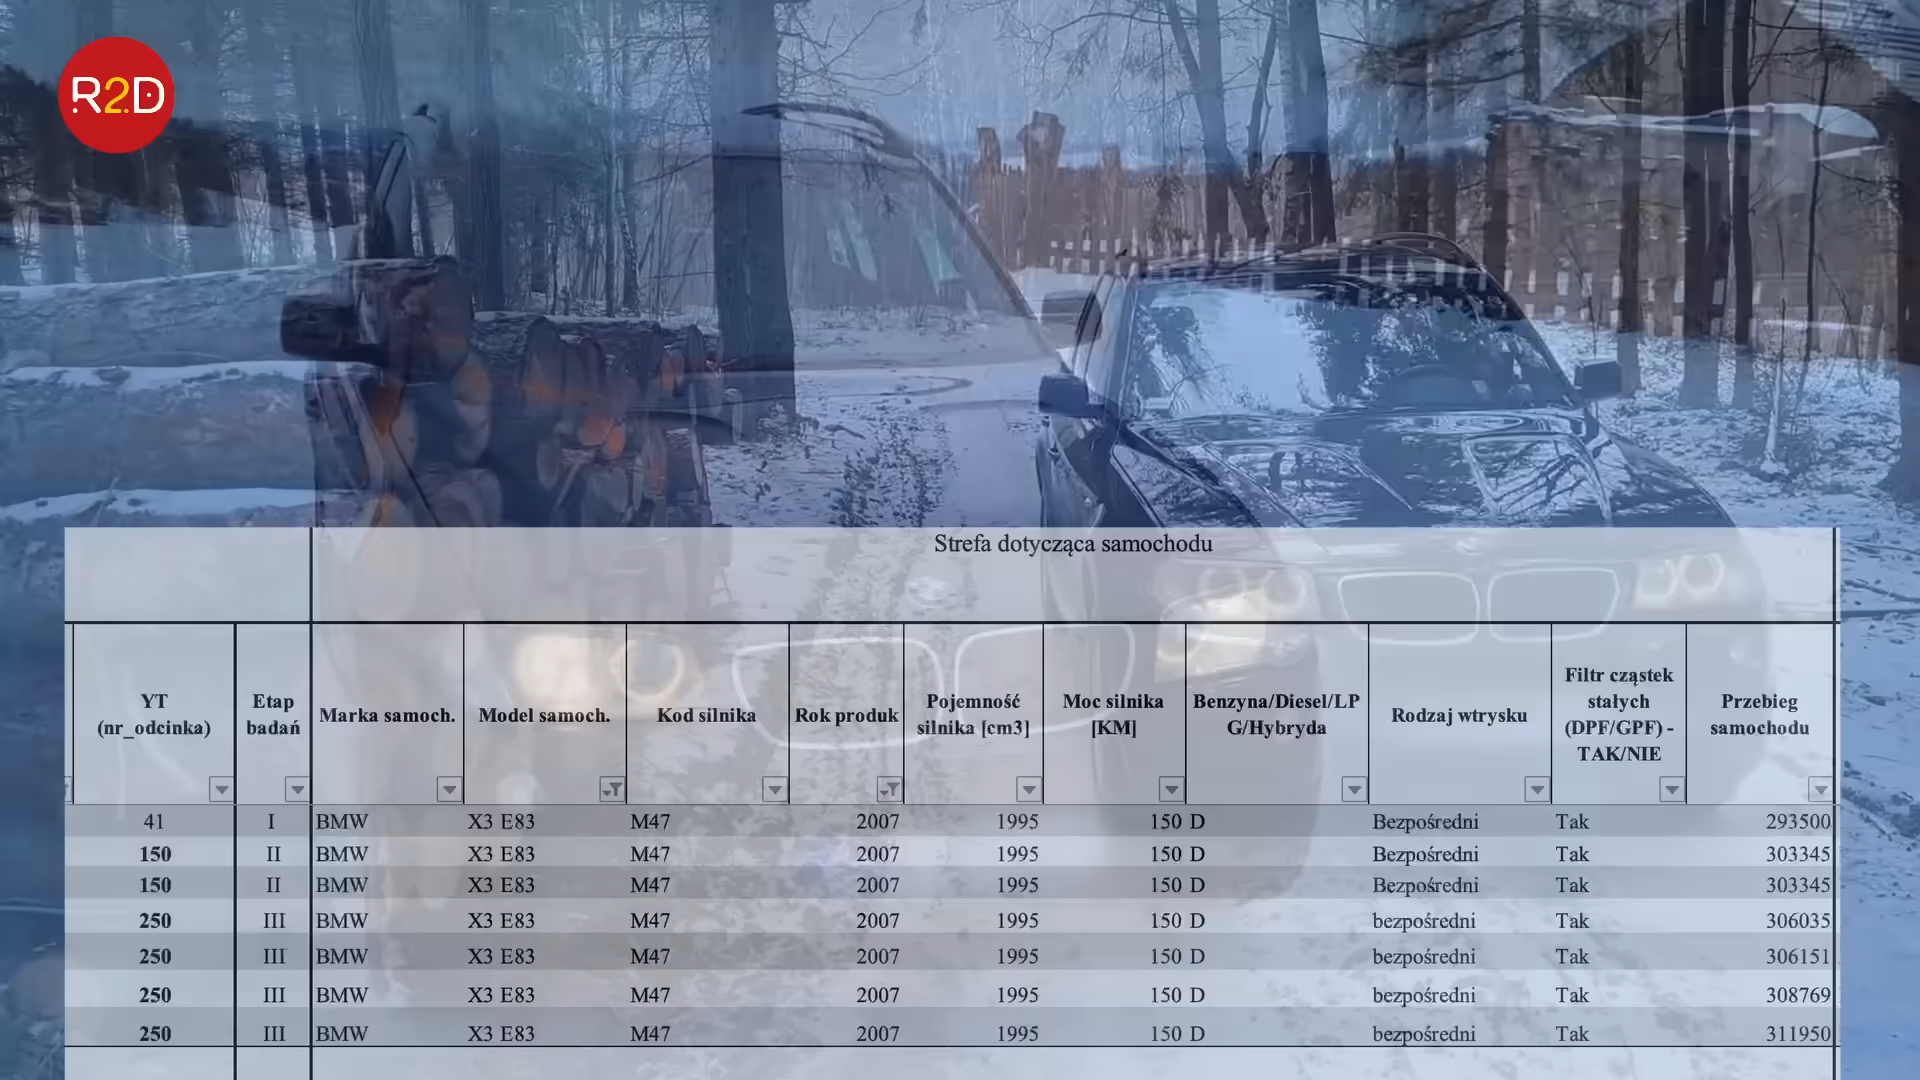 R2D
Strefa dotycząca samochodu
YT (nr_odcinka) Etap badań Marka samoch. Model samoch. Kod silnika Rok produk Pojemność silnika [cm3] Moc silnika [KM] Benzyna/Diesel/LPG/Hybryda Rodzaj wtrysku Filtr cząstek stałych (DPF/GPF) - TAK/NIE Przebieg samochodu
41 I BMW X3 E83 M47 2007 1995 150 D Bezpośredni Tak 293500
150 II BMW X3 E83 M47 2007 1995 150 D Bezpośredni Tak 303345
150 II BMW X3 E83 M47 2007 1995 150 D Bezpośredni Tak 303345
250 III BMW X3 E83 M47 2007 1995 150 D bezpośredni Tak 306035
250 III BMW X3 E83 M47 2007 1995 150 D bezpośredni Tak 306151
250 III BMW X3 E83 M47 2007 1995 150 D bezpośredni Tak 308769
250 III BMW X3 E83 M47 2007 1995 150 D bezpośredni Tak 311950